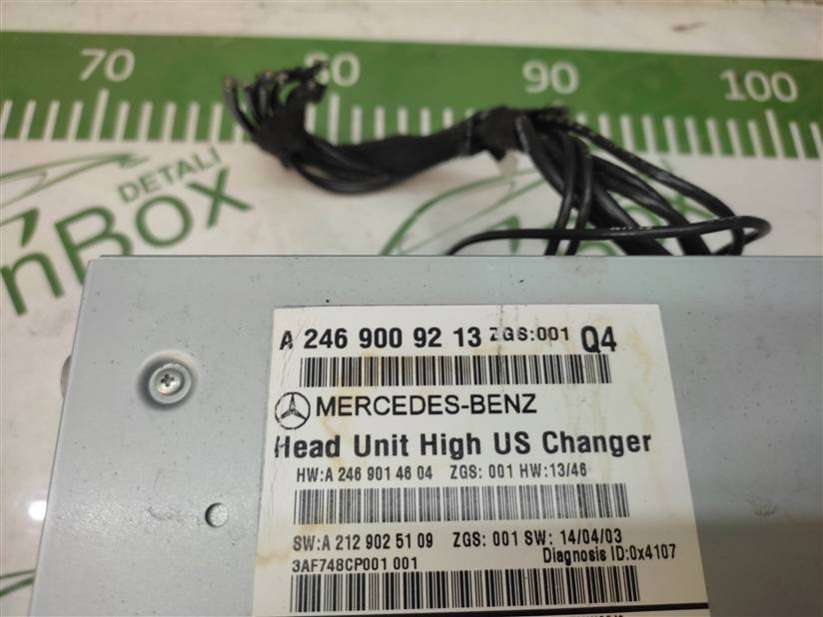 70 80 90 100
DETALI
nBox
A 246 900 92 13 ZGS:001 Q4
MERCEDES-BENZ
Head Unit High US Changer
HW:A 246 901 46 04 ZGS: 001 HW:13/46
SW:A 212 902 51 09 ZGS: 001 SW: 14/04/03
Diagnosis ID:0x4107
3AF748CP001 001